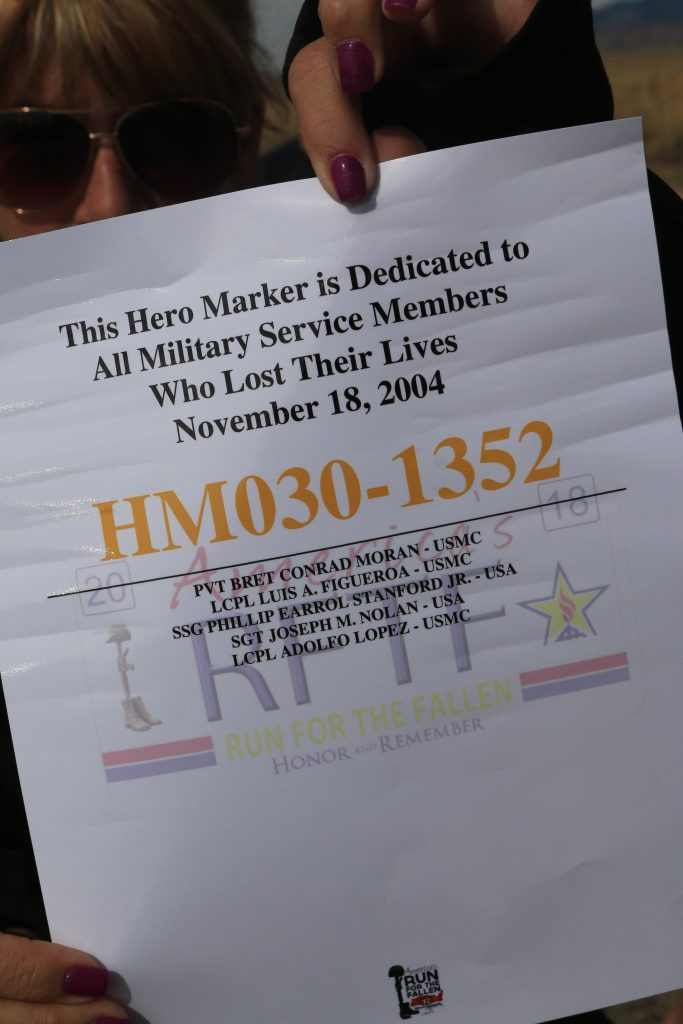 This Hero Marker is Dedicated to
All Military Service Members
Who Lost Their Lives
November 18, 2004
HM030-1352
20 America's 18
PVT BRET CONRAD MORAN - USMC
LCPL LUIS A. FIGUEROA - USMC
SSG PHILLIP EARROL STANFORD JR. - USA
SGT JOSEPH M. NOLAN - USA
LCPL ADOLFO LOPEZ - USMC
RFTF
RUN FOR THE FALLEN
HONOR AND REMEMBER
America's
RUN
FOR THE
FALLEN